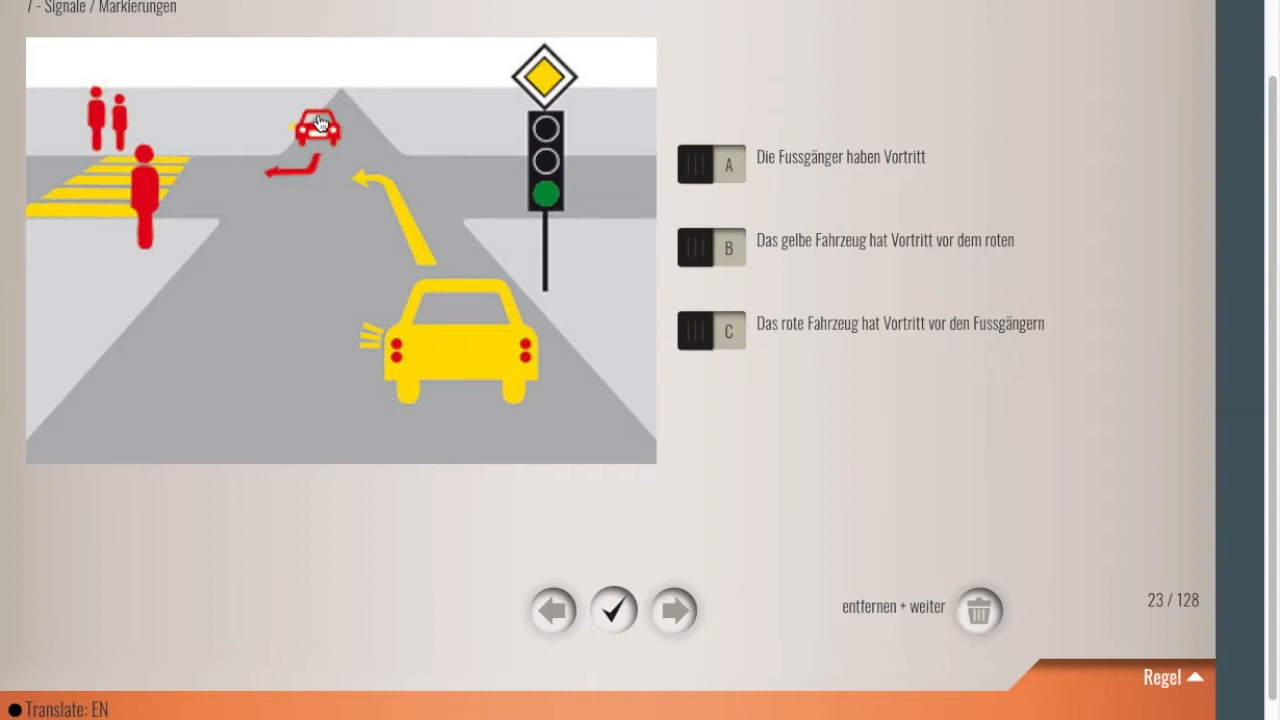 7 - Signale / Markierungen
A Die Fussgänger haben Vortritt
B Das gelbe Fahrzeug hat Vortritt vor dem roten
C Das rote Fahrzeug hat Vortritt vor den Fussgängern
entfernen + weiter
23 / 128
Regel
Translate: EN